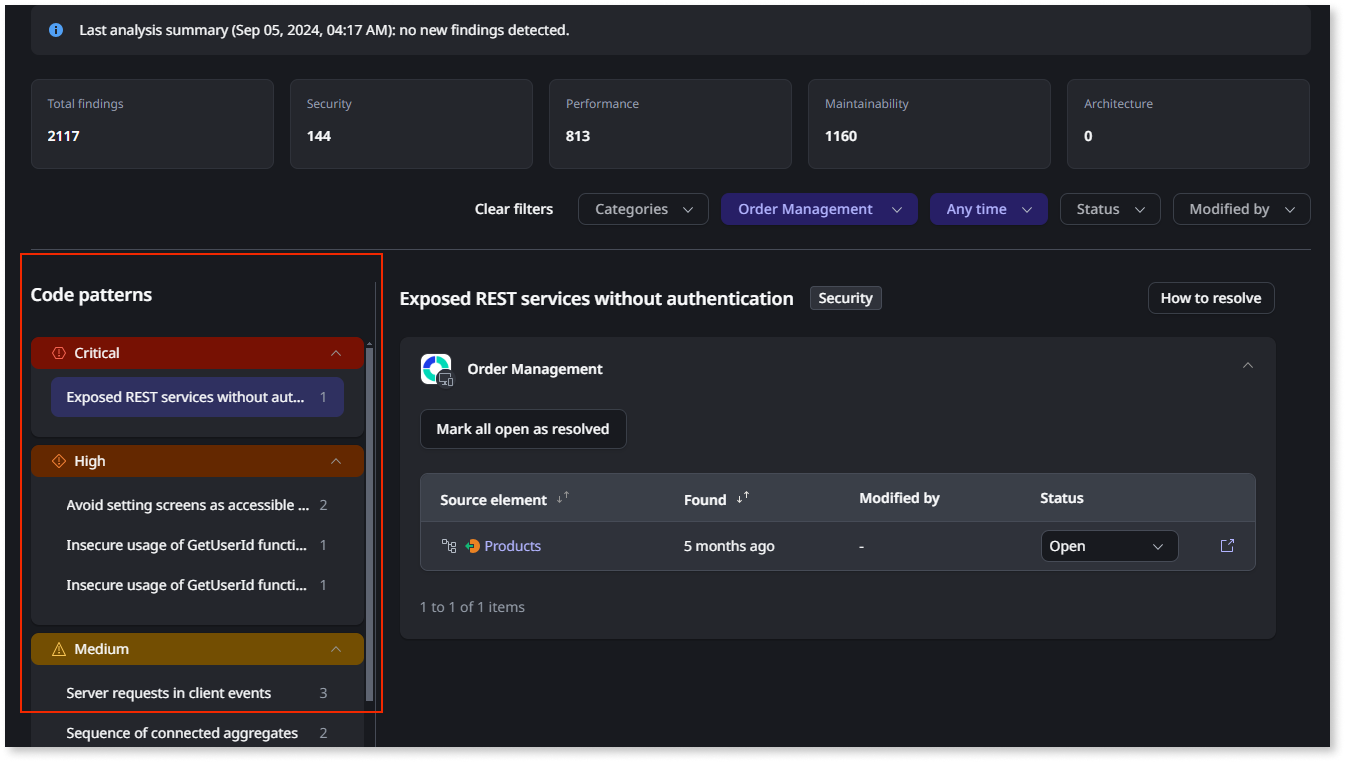 Last analysis summary (Sep 05, 2024, 04:17 AM): no new findings detected.
Total findings
2117
Security
144
Performance
813
Maintainability
1160
Architecture
0
Clear filters
Categories
Order Management
Any time
Status
Modified by
Code patterns
Critical
Exposed REST services without aut... 1
High
Avoid setting screens as accessible ... 2
Insecure usage of GetUserId functi... 1
Insecure usage of GetUserId functi... 1
Medium
Server requests in client events 3
Sequence of connected aggregates 2
Exposed REST services without authentication Security
How to resolve
Order Management
Mark all open as resolved
Source element Found Modified by Status
Products 5 months ago - Open
1 to 1 of 1 items